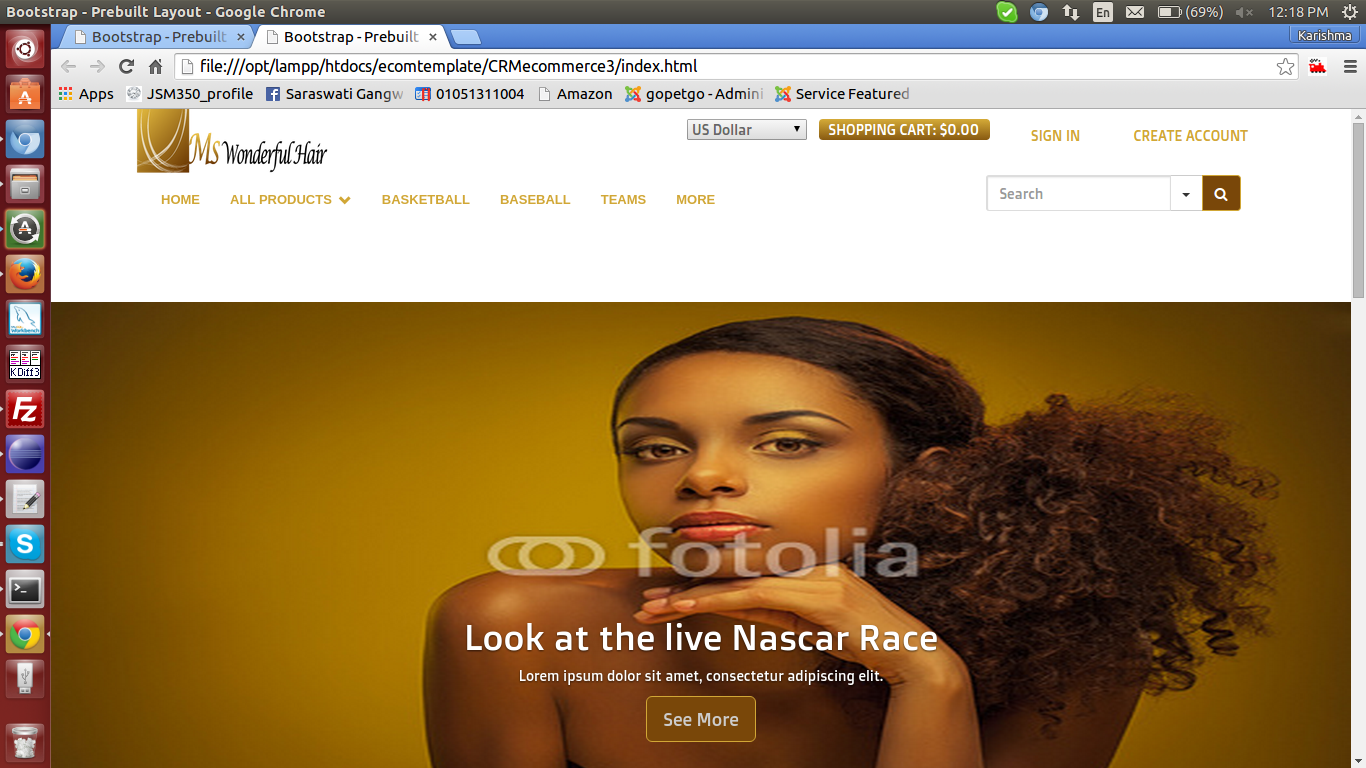 Bootstrap - Prebuilt Layout - Google Chrome
En
(69%)
12:18 PM
Bootstrap - Prebuilt
Bootstrap - Prebuilt
Karishma
file:///opt/lampp/htdocs/ecomtemplate/CRMecommerce3/index.html
Apps
JSM350_profile
Saraswati Gangw
01051311004
Amazon
gopetgo - Admini
Service Featured
Ms Wonderful Hair
US Dollar
SHOPPING CART: $0.00
SIGN IN
CREATE ACCOUNT
HOME
ALL PRODUCTS
BASKETBALL
BASEBALL
TEAMS
MORE
Search
Workbench
KDiff3
Fz
S
fotolia
Look at the live Nascar Race
Lorem ipsum dolor sit amet, consectetur adipiscing elit.
See More